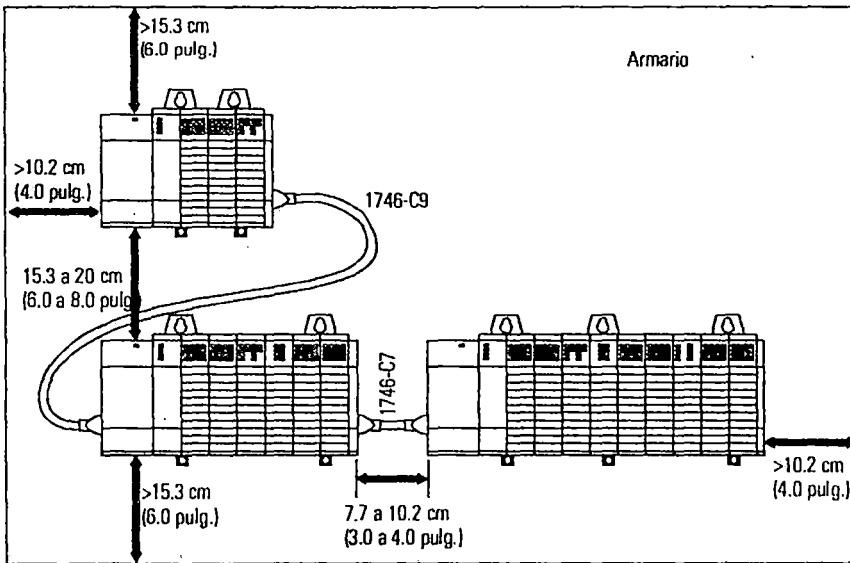 >15.3 cm
(6.0 pulg.)
Armario
>10.2 cm
(4.0 pulg.)
1746-C9
15.3 a 20 cm
(6.0 a 8.0 pulg
1746-C7
>15.3 cm
(6.0 pulg.)
7.7 a 10.2 cm
(3.0 a 4.0 pulg.)
>10.2 cm
(4.0 pulg.)